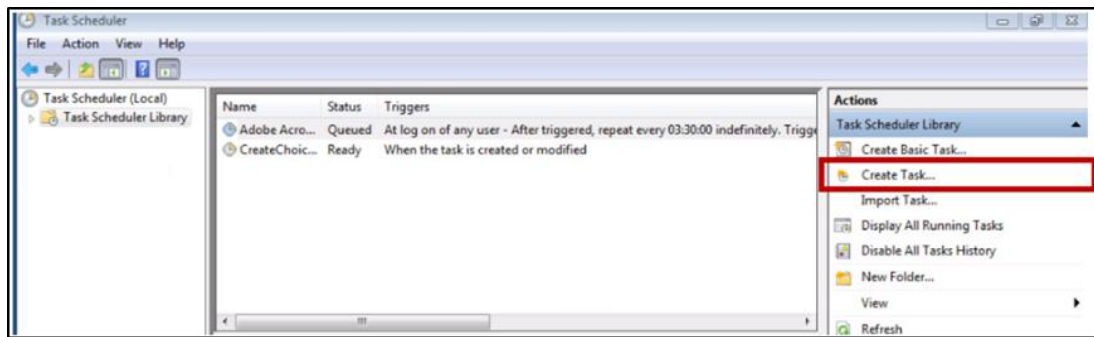 Task Scheduler
File Action View Help
Task Scheduler (Local)
Task Scheduler Library
Name Status Triggers
Adobe Acro... Queued At log on of any user - After triggered, repeat every 03:30:00 indefinitely. Trigge
CreateChoic... Ready When the task is created or modified
Actions
Task Scheduler Library
Create Basic Task...
Create Task...
Import Task...
Display All Running Tasks
Disable All Tasks History
New Folder...
View
Refresh